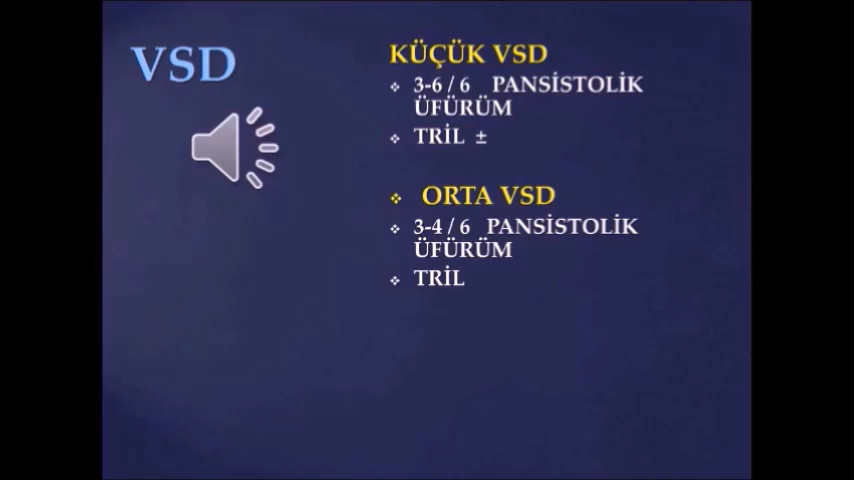 VSD
KÜÇÜK VSD
3-6 / 6 PANSİSTOLİK
ÜFÜRÜM
TRİL ±
ORTA VSD
3-4 / 6 PANSİSTOLİK
ÜFÜRÜM
TRİL